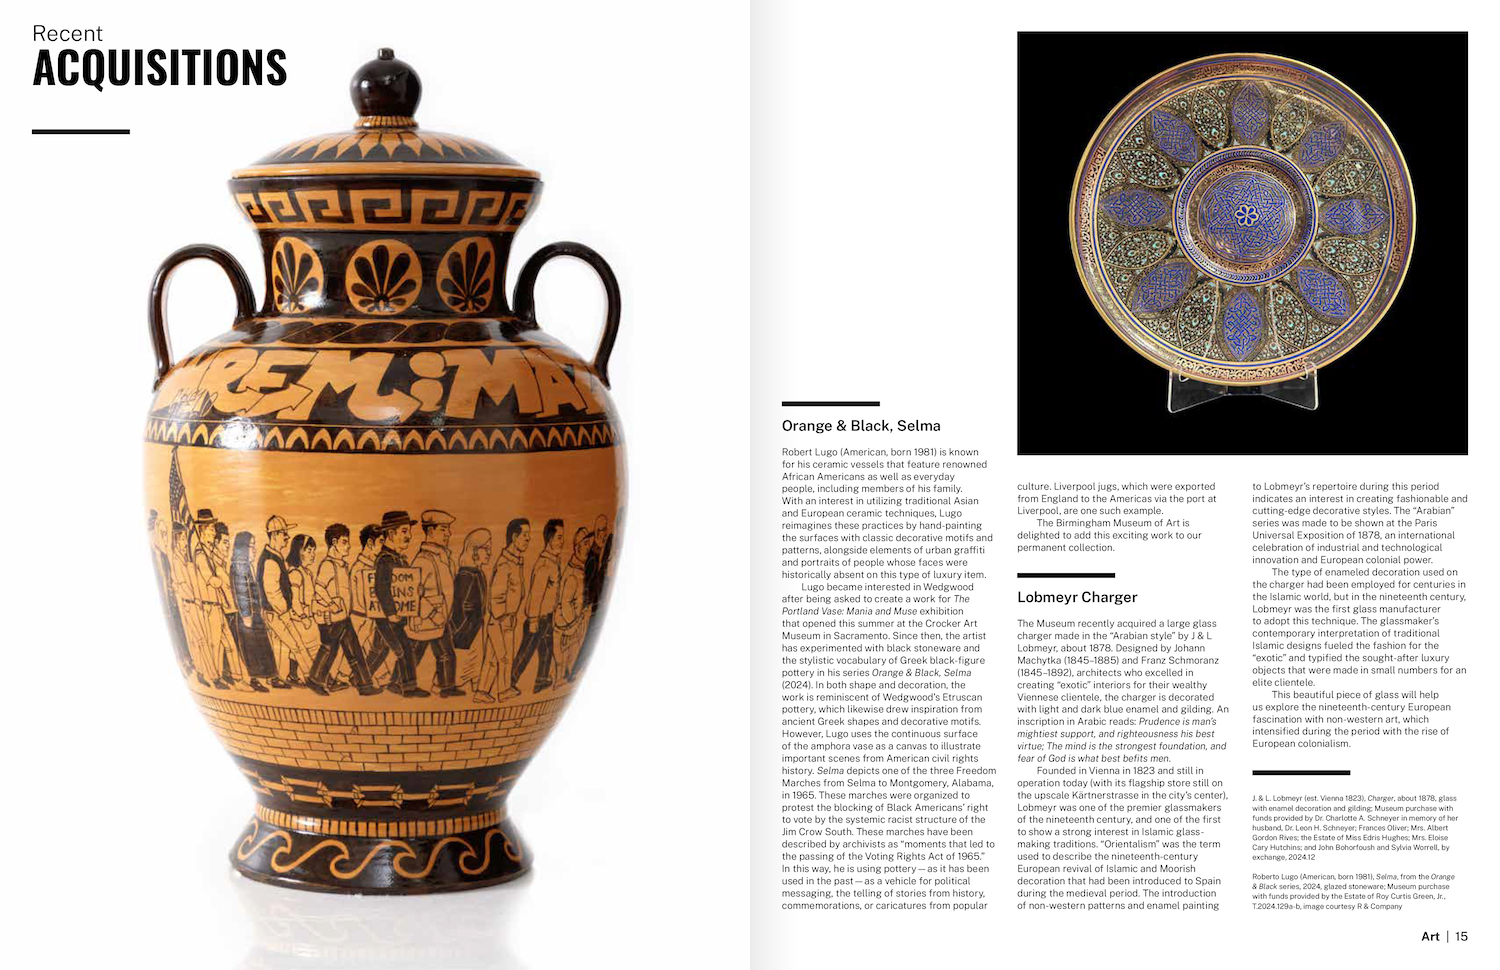 Recent
ACQUISITIONS
REMiMA
FREEDOM
BEGINS
AT HOME
Orange & Black, Selma
Robert Lugo (American, born 1981) is known
for his ceramic vessels that feature renowned
African Americans as well as everyday
people, including members of his family.
With an interest in utilizing traditional Asian
and European ceramic techniques, Lugo
reimagines these practices by hand-painting
the surfaces with classic decorative motifs and
patterns, alongside elements of urban graffiti
and portraits of people whose faces were
historically absent on this type of luxury item.
Lugo became interested in Wedgwood
after being asked to create a work for The
Portland Vase: Mania and Muse exhibition
that opened this summer at the Crocker Art
Museum in Sacramento. Since then, the artist
has experimented with black stoneware and
the stylistic vocabulary of Greek black-figure
pottery in his series Orange & Black, Selma
(2024). In both shape and decoration, the
work is reminiscent of Wedgwood's Etruscan
pottery, which likewise drew inspiration from
ancient Greek shapes and decorative motifs.
However, Lugo uses the continuous surface
of the amphora vase as a canvas to illustrate
important scenes from American civil rights
history. Selma depicts one of the three Freedom
Marches from Selma to Montgomery, Alabama,
in 1965. These marches were organized to
protest the blocking of Black Americans' right
to vote by the systemic racist structure of the
Jim Crow South. These marches have been
described by archivists as “moments that led to
the passing of the Voting Rights Act of 1965.”
In this way, he is using pottery—as it has been
used in the past—as a vehicle for political
messaging, the telling of stories from history,
commemorations, or caricatures from popular
culture. Liverpool jugs, which were exported
from England to the Americas via the port at
Liverpool, are one such example.
The Birmingham Museum of Art is
delighted to add this exciting work to our
permanent collection.
Lobmeyr Charger
The Museum recently acquired a large glass
charger made in the “Arabian style” by J & L
Lobmeyr, about 1878. Designed by Johann
Machytka (1845–1885) and Franz Schmoranz
(1845–1892), architects who excelled in
creating “exotic” interiors for their wealthy
Viennese clientele, the charger is decorated
with light and dark blue enamel and gilding. An
inscription in Arabic reads: Prudence is man's
mightiest support, and righteousness his best
virtue; The mind is the strongest foundation, and
fear of God is what best befits men.
Founded in Vienna in 1823 and still in
operation today (with its flagship store still on
the upscale Kärtnerstrasse in the city's center),
Lobmeyr was one of the premier glassmakers
of the nineteenth century, and one of the first
to show a strong interest in Islamic glass-
making traditions. “Orientalism” was the term
used to describe the nineteenth-century
European revival of Islamic and Moorish
decoration that had been introduced to Spain
during the medieval period. The introduction
of non-western patterns and enamel painting
to Lobmeyr's repertoire during this period
indicates an interest in creating fashionable and
cutting-edge decorative styles. The “Arabian”
series was made to be shown at the Paris
Universal Exposition of 1878, an international
celebration of industrial and technological
innovation and European colonial power.
The type of enameled decoration used on
the charger had been employed for centuries in
the Islamic world, but in the nineteenth century,
Lobmeyr was the first glass manufacturer
to adopt this technique. The glassmaker's
contemporary interpretation of traditional
Islamic designs fueled the fashion for the
“exotic” and typified the sought-after luxury
objects that were made in small numbers for an
elite clientele.
This beautiful piece of glass will help
us explore the nineteenth-century European
fascination with non-western art, which
intensified during the period with the rise of
European colonialism.
J. & L. Lobmeyr (est. Vienna 1823), Charger, about 1878, glass
with enamel decoration and gilding; Museum purchase with
funds provided by Dr. Charlotte A. Schneyer in memory of her
husband, Dr. Leon H. Schneyer; Frances Oliver; Mrs. Albert
Gordon Rives; the Estate of Miss Edris Hughes; Mrs. Eloise
Cary Hutchins; and John Bohorfoush and Sylvia Worrell, by
exchange, 2024.12
Roberto Lugo (American, born 1981), Selma, from the Orange
& Black series, 2024, glazed stoneware; Museum purchase
with funds provided by the Estate of Roy Curtis Green, Jr.,
T.2024.129a-b, image courtesy R & Company
Art | 15